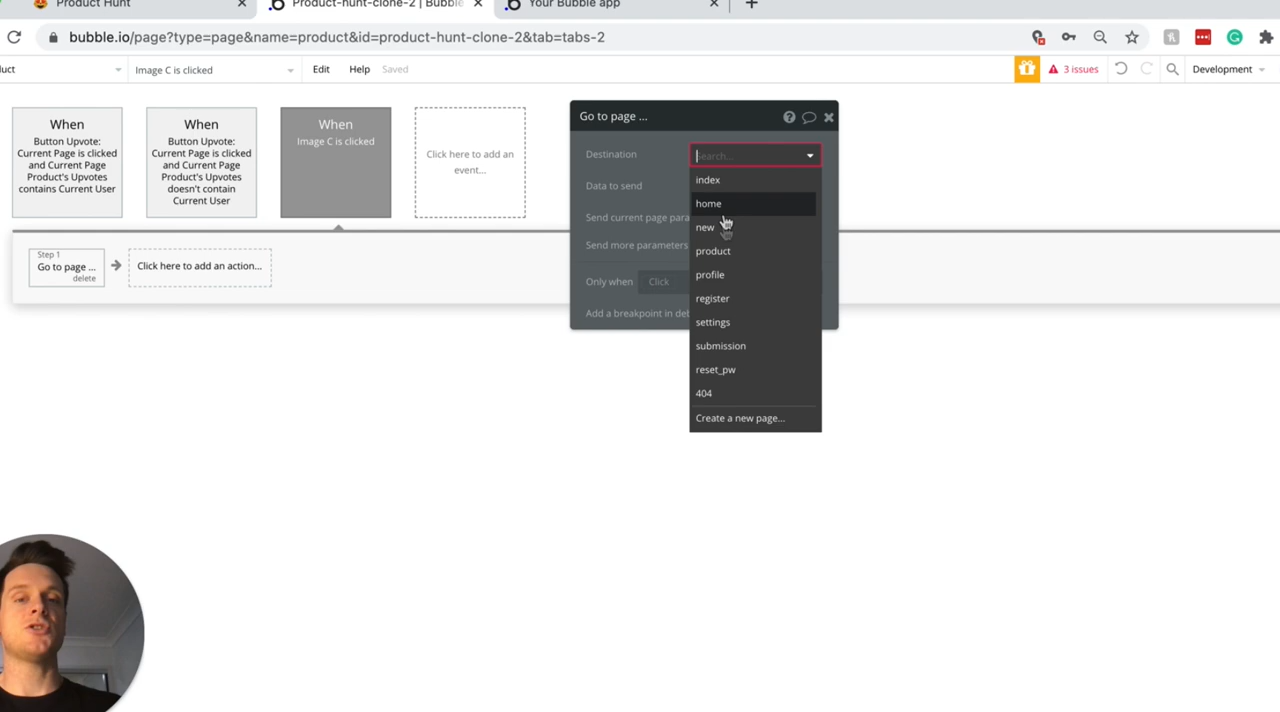 Product Hunt
Product-hunt-clone-2 | Bubble
Your Bubble app
bubble.io/page?type=page&name=product&id=product-hunt-clone-2&tab=tabs-2
duct
Image C is clicked
Edit
Help
Saved
3 issues
Development
When
Button Upvote:
Current Page is clicked
and Current Page
Product's Upvotes
contains Current User
When
Button Upvote:
Current Page is clicked
and Current Page
Product's Upvotes
doesn't contain
Current User
When
Image C is clicked
Click here to add an
event...
Step 1
Go to page ...
delete
Click here to add an action...
Go to page ...
Destination
Search...
Data to send
Send current page para
Send more parameters
Only when
Click
Add a breakpoint in deb
index
home
new
product
profile
register
settings
submission
reset_pw
404
Create a new page...